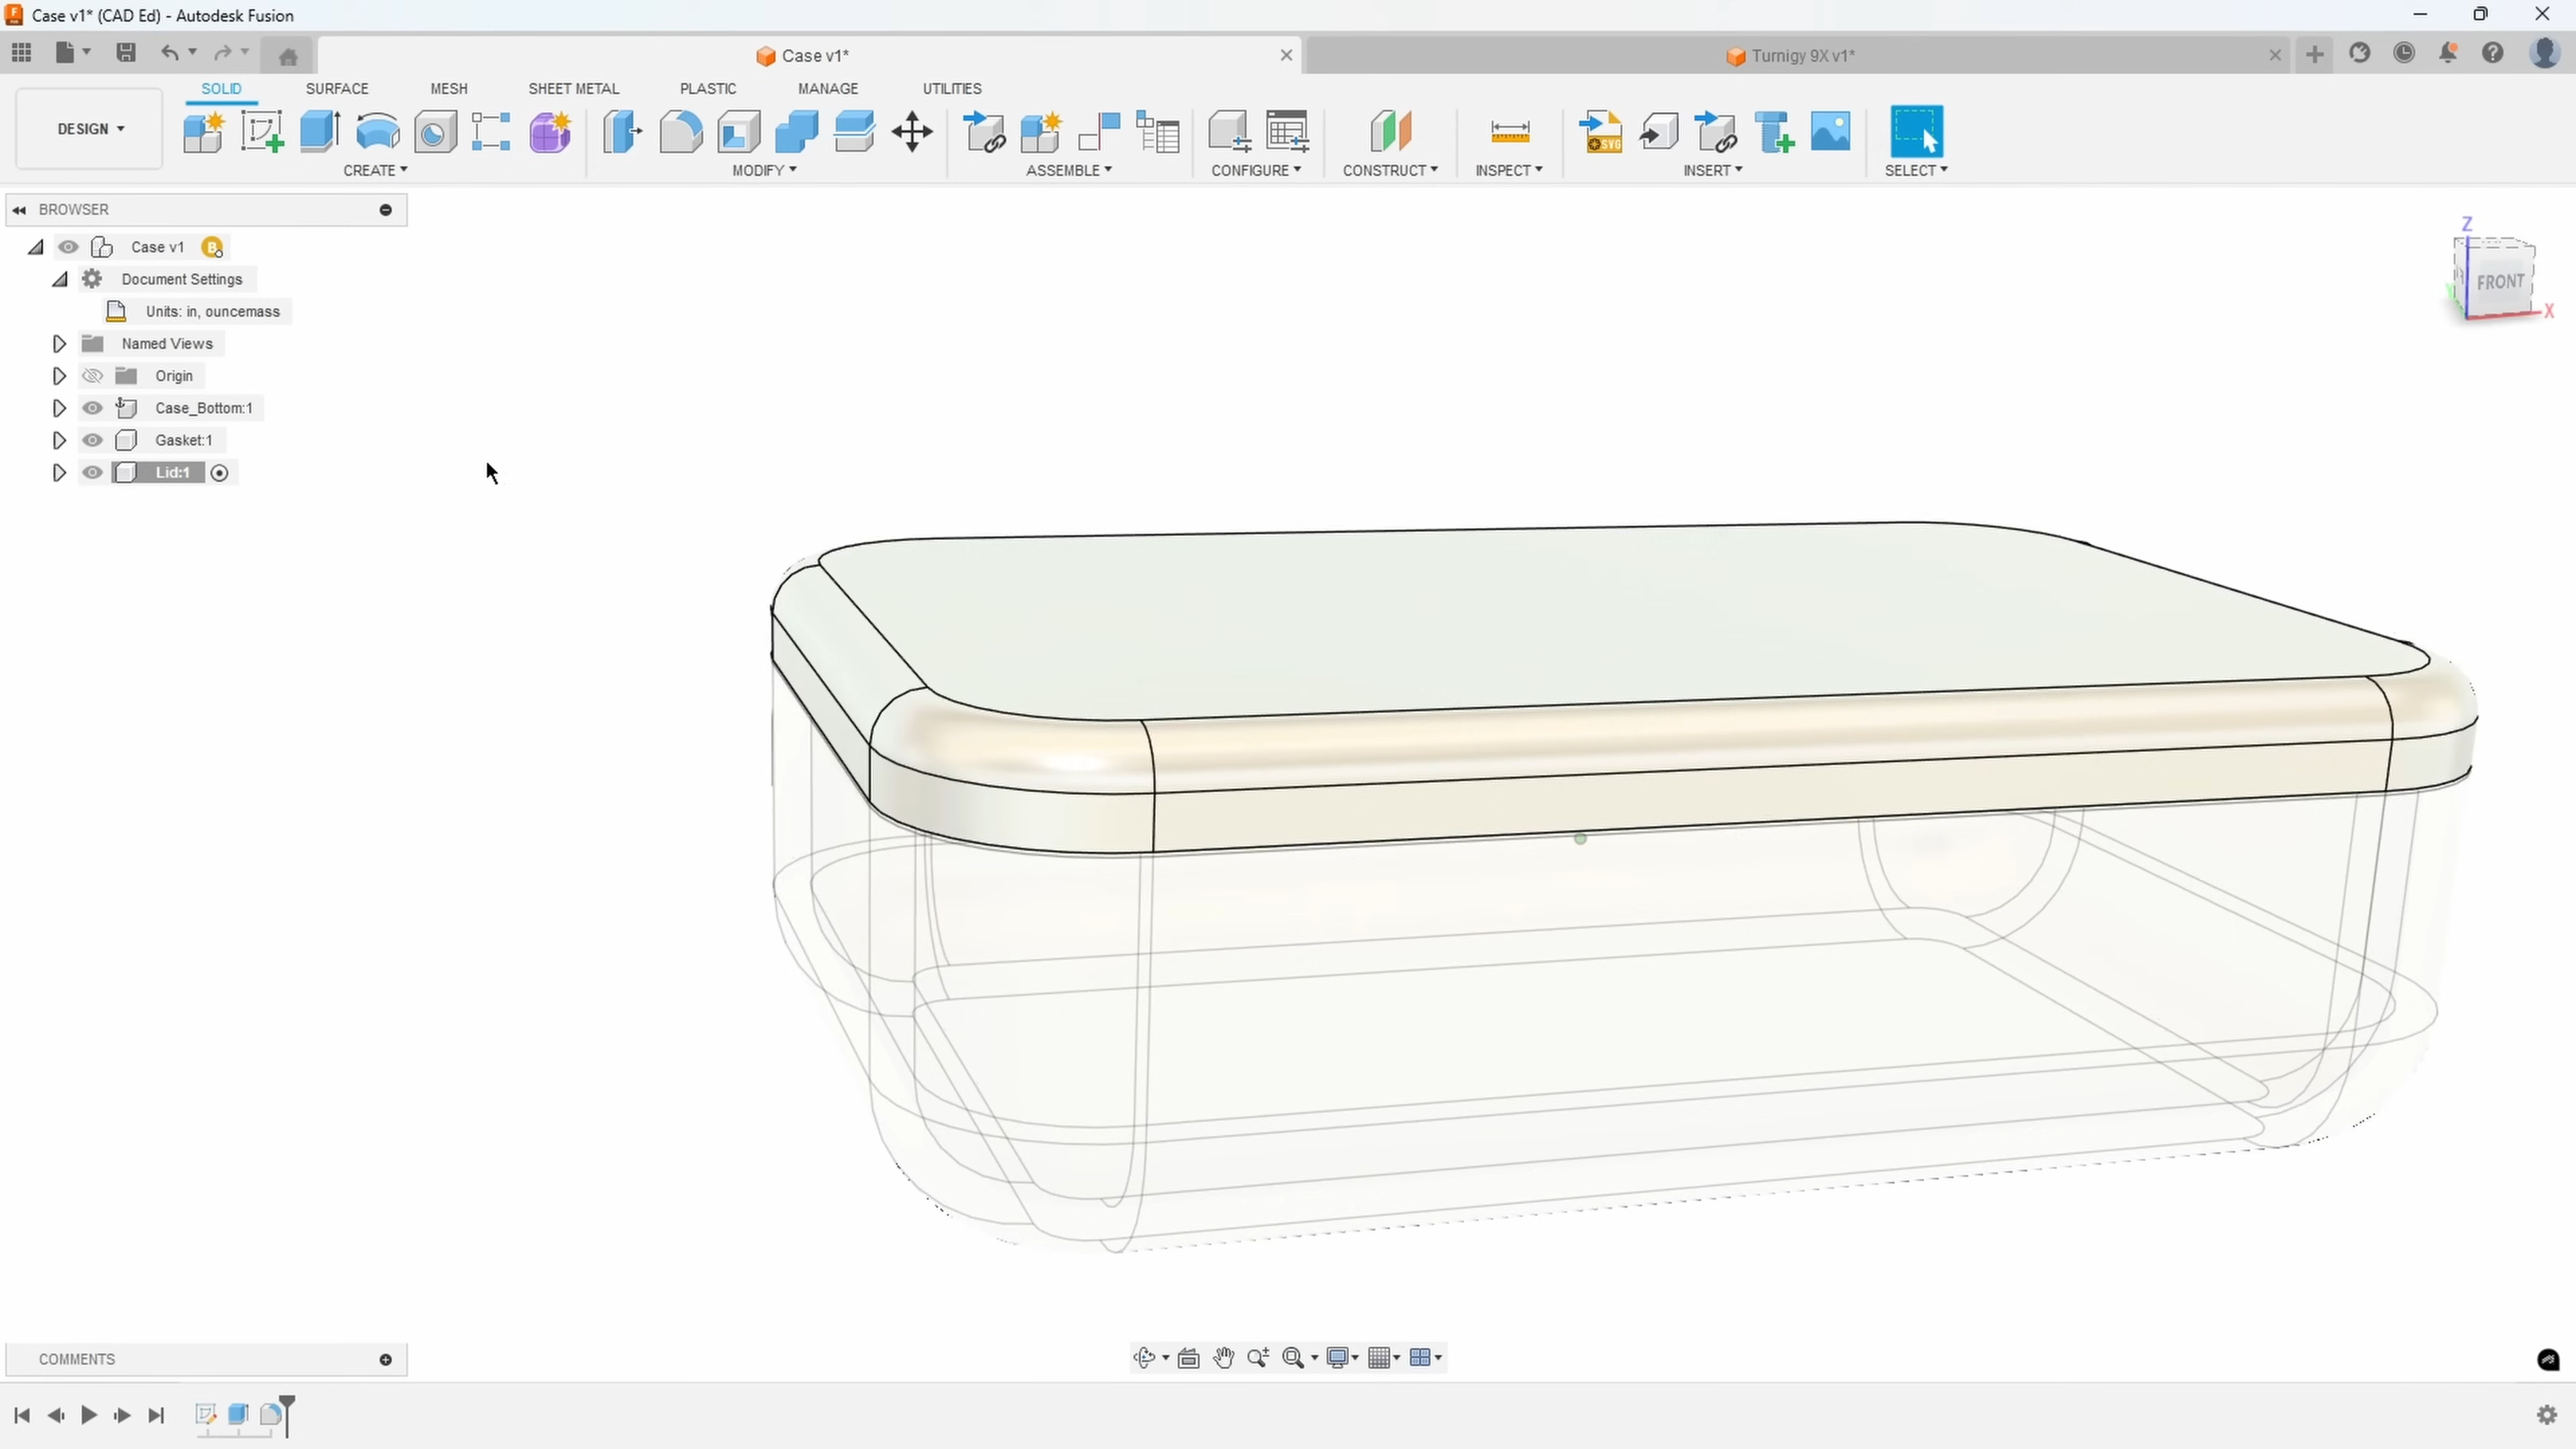 Case v1* (CAD Ed) - Autodesk Fusion
Case v1*
Turnigy 9X v1*
SOLID SURFACE MESH SHEET METAL PLASTIC MANAGE UTILITIES
DESIGN
CREATE MODIFY ASSEMBLE CONFIGURE CONSTRUCT INSPECT INSERT SELECT
SVG
BROWSER
Case v1
B
Document Settings
Units: in, ouncemass
Named Views
Origin
Case_Bottom:1
Gasket:1
Lid:1
Z
FRONT
X
COMMENTS